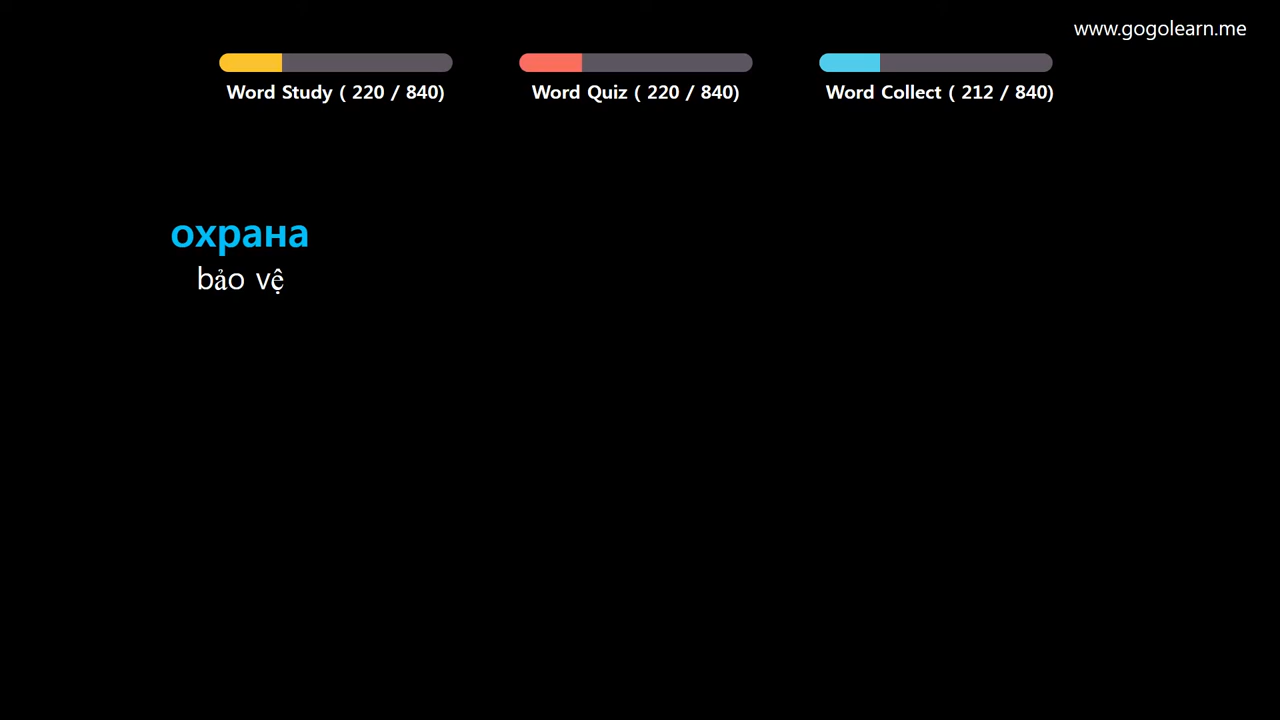 www.gogolearn.me
Word Study ( 220 / 840)
Word Quiz ( 220 / 840)
Word Collect ( 212 / 840)
охрана
bảo vệ